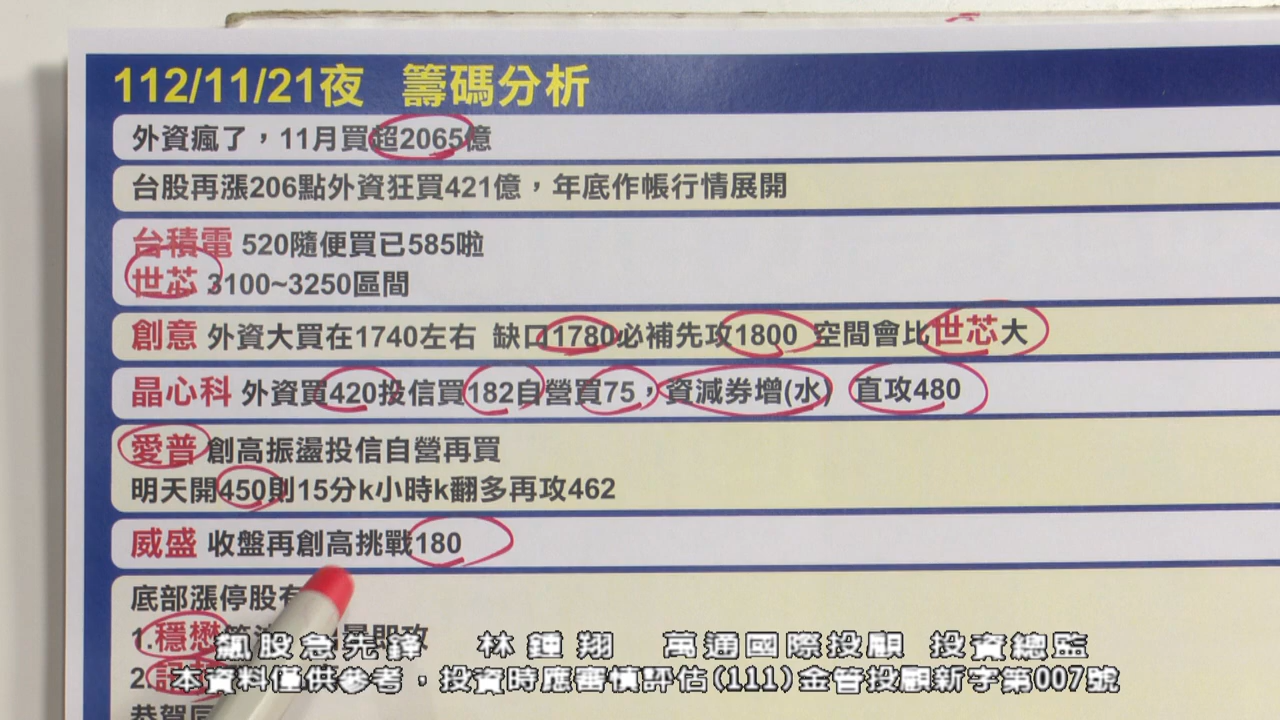 112/11/21夜 籌碼分析
外資瘋了，11月買超2065億
台股再漲206點外資狂買421億，年底作帳行情展開
台積電 520隨便買已585啦
世芯 3100~3250區間
創意 外資大買在1740左右 缺口1780必補先攻1800 空間會比世芯大
晶心科 外資買420投信買182自營買75，資減券增(水) 直攻480
愛普 創高振盪投信自營再買
明天開450則15分k小時k翻多再攻462
威盛 收盤再創高挑戰180
底部漲停股有
1.穩懋
飆股急先鋒 林鍾翔 萬通國際投顧 投資總監
2.
本資料僅供參考，投資時應審慎評估(111)金管投顧新字第007號